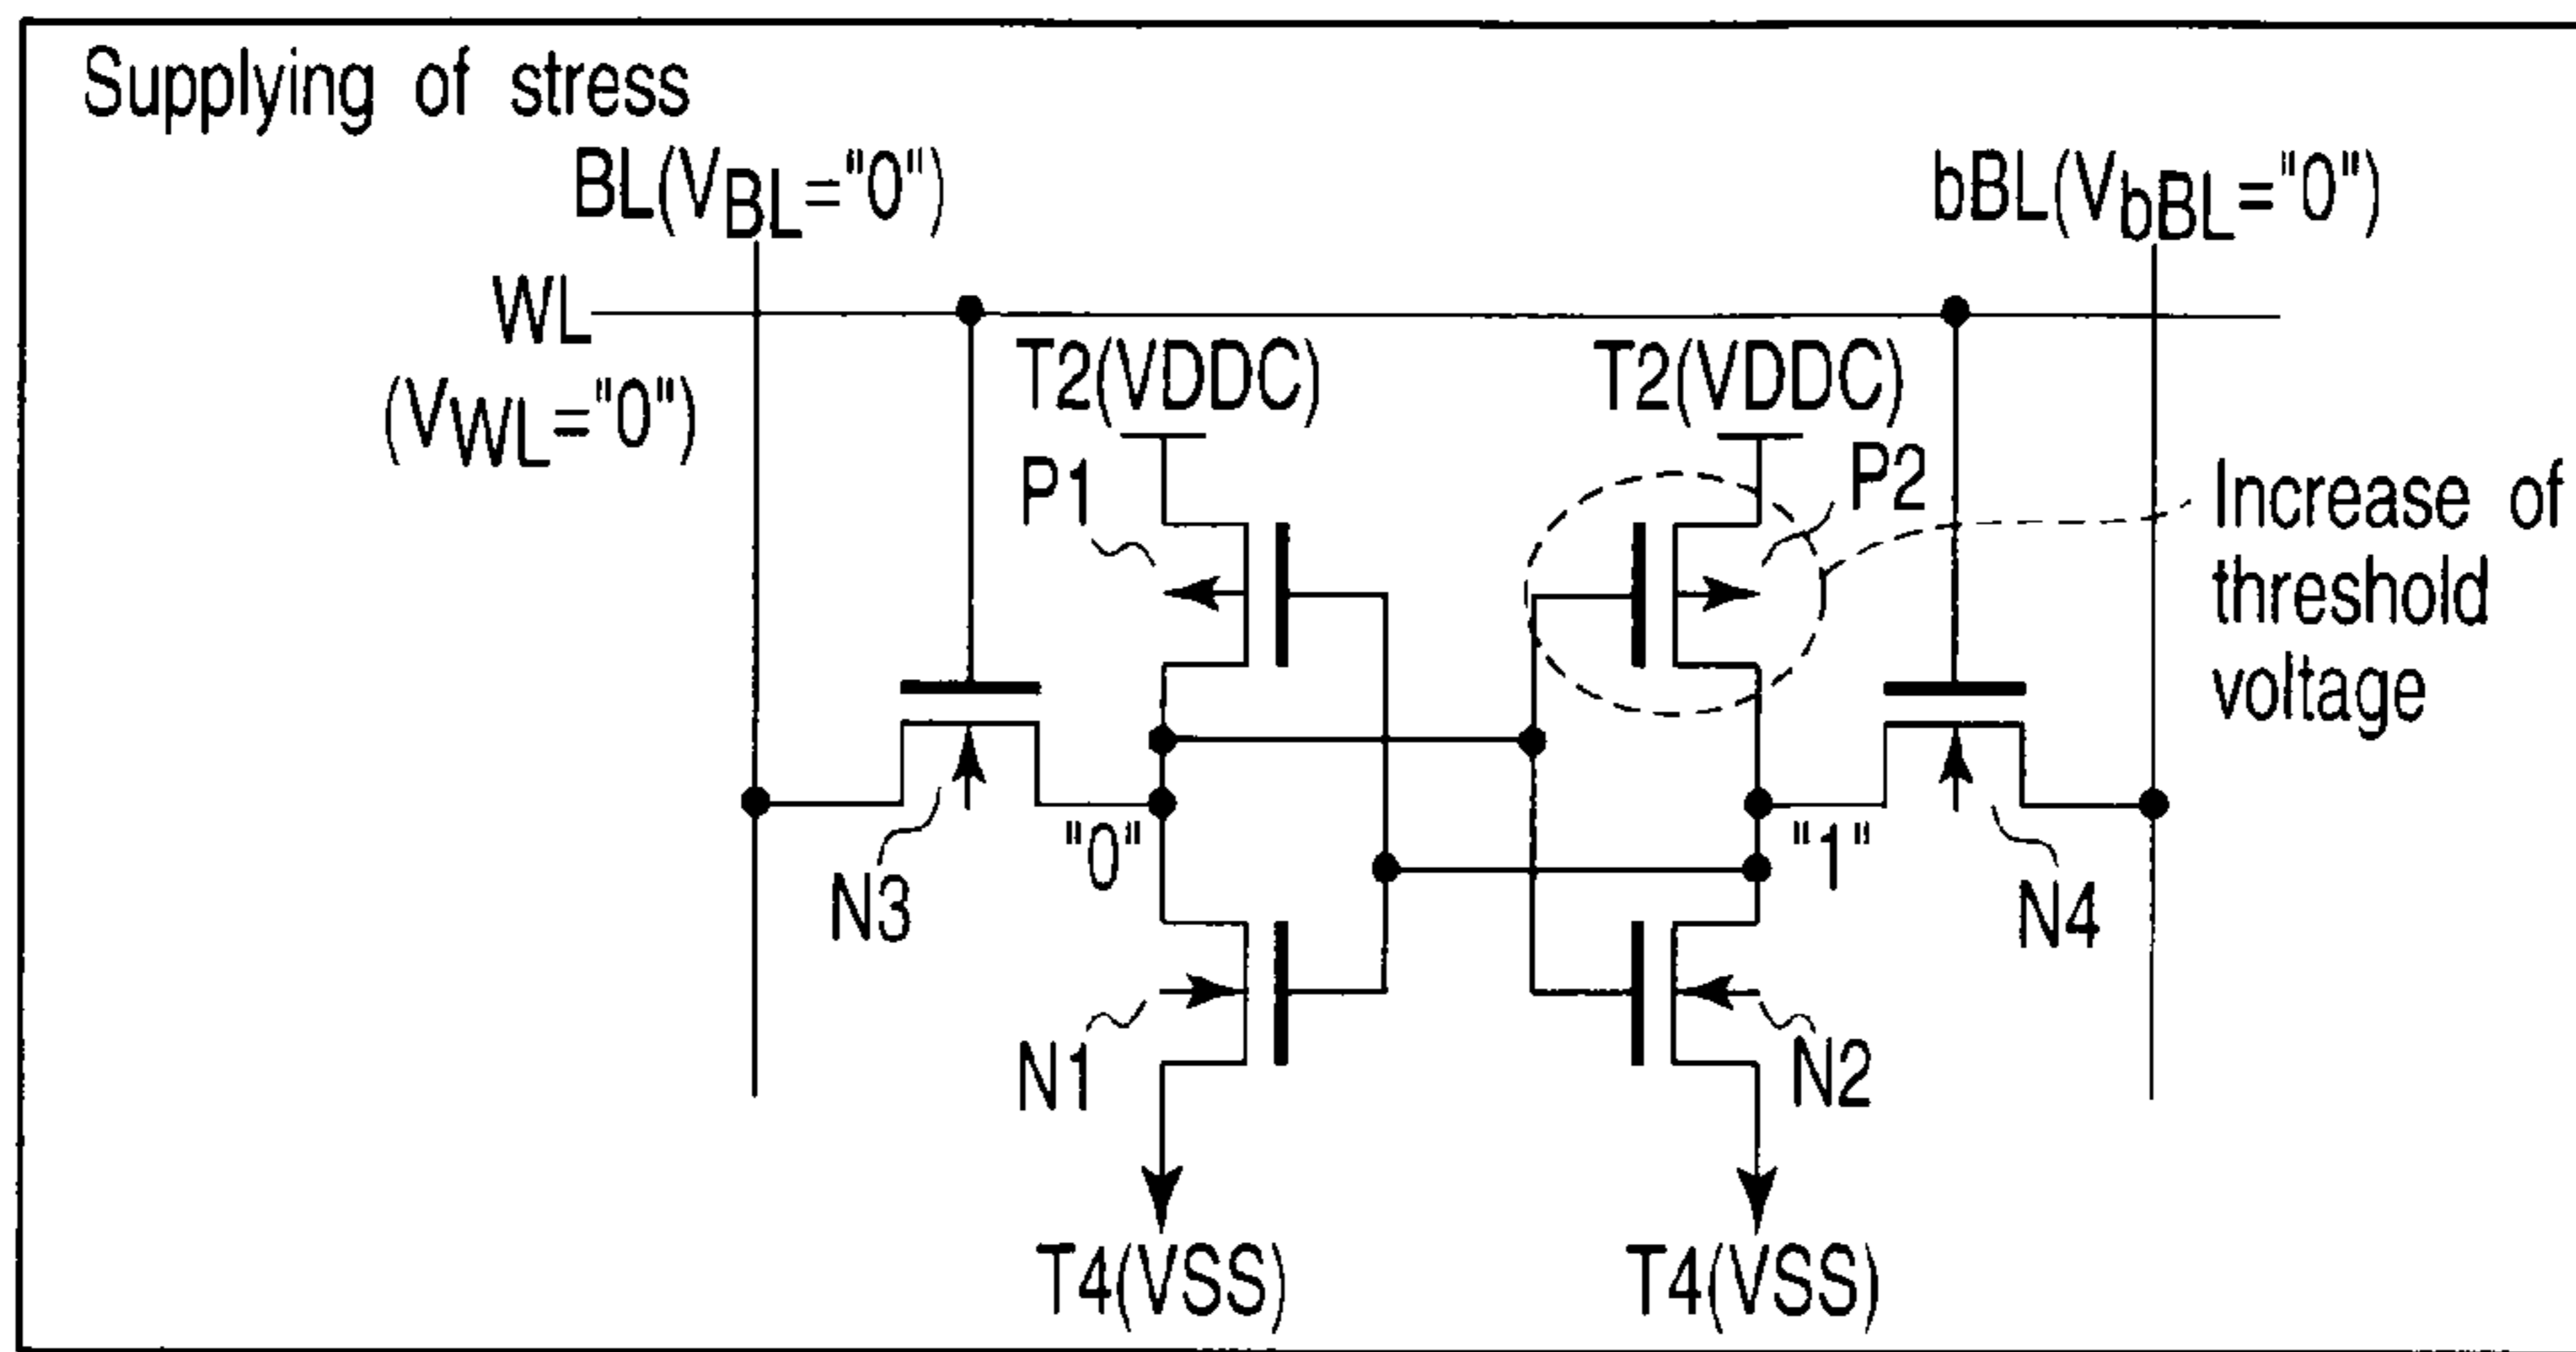 Supplying of stress
BL(VBL="0")
bBL(VbBL="0")
WL
(VWL="0")
T2(VDDC)
T2(VDDC)
P1
P2
Increase of
threshold
voltage
"0"
"1"
N3
N4
N1
N2
T4(VSS)
T4(VSS)